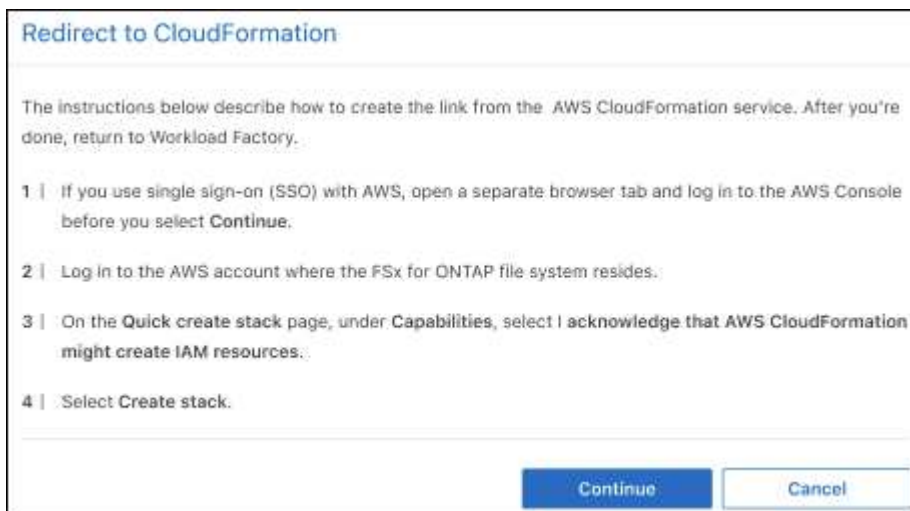 Redirect to CloudFormation
The instructions below describe how to create the link from the AWS CloudFormation service. After you're
done, return to Workload Factory.
1 | If you use single sign-on (SSO) with AWS, open a separate browser tab and log in to the AWS Console
before you select Continue.
2 | Log in to the AWS account where the FSx for ONTAP file system resides.
3 | On the Quick create stack page, under Capabilities, select I acknowledge that AWS CloudFormation
might create IAM resources.
4 | Select Create stack.
Continue Cancel